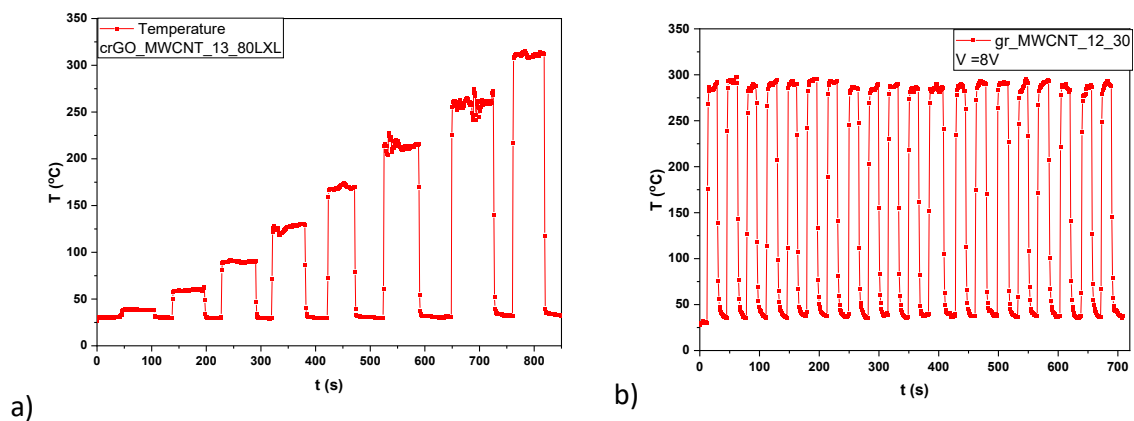 Temperature
crGO_MWCNT_13_80LXL
350
300
250
200
150
100
50
0
T (°C)
0 100 200 300 400 500 600 700 800
t (s)
a)
gr_MWCNT_12_30
V =8V
350
300
250
200
150
100
50
0
T (°C)
0 100 200 300 400 500 600 700
t (s)
b)